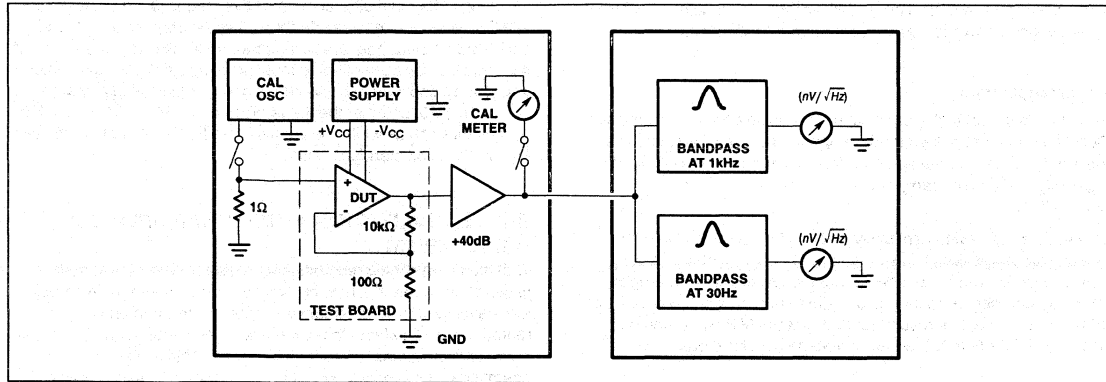 CAL
OSC
POWER
SUPPLY
CAL
METER
+VCC
-VCC
+
DUT
-
1Ω
10kΩ
+40dB
100Ω
TEST BOARD
GND
BANDPASS
AT 1kHz
(nV/√Hz)
BANDPASS
AT 30Hz
(nV/√Hz)